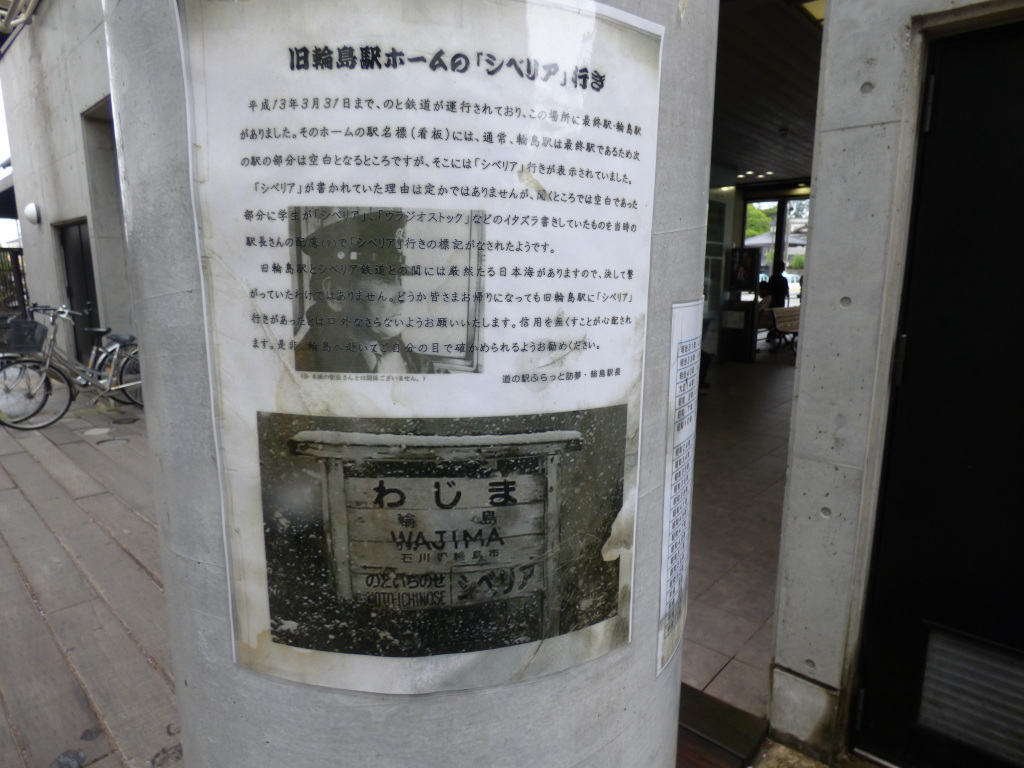 旧輪島駅ホームの「シベリア」行き
平成13年3月31日まで、のと鉄道が運行されており、この場所に最終駅・輪島駅
がありました。そのホームの駅名標(看板)には、通常、輪島駅は最終駅であるため次
の駅の部分は空白となるところですが、そこには「シベリア」行きが表示されていました。
「シベリア」が書かれていた理由は定かではありませんが、聞くところでは空白であった
部分に学生が「シベリア」、「ウラジオストック」などのイタズラ書きしていたものを当時の
駅長さんの配慮(?)で「シベリア」行きの標記がなされたようです。
旧輪島駅とシベリア鉄道との間には厳然たる日本海がありますので、決して繋
がっていたわけではありません。どうか皆さまお帰りになっても旧輪島駅に「シベリア」
行きがあったとは口外なさらないようお願いいたします。信用を無くすことが心配され
ます。是非、輪島へ赴いてご自分の目で確かめられるようお勧めください。
道の駅ふらっと訪夢・輪島駅長
わじま
輪島
WAJIMA
石川県輪島市
のといちのせ シベリア
NOTO-ICHINOSE